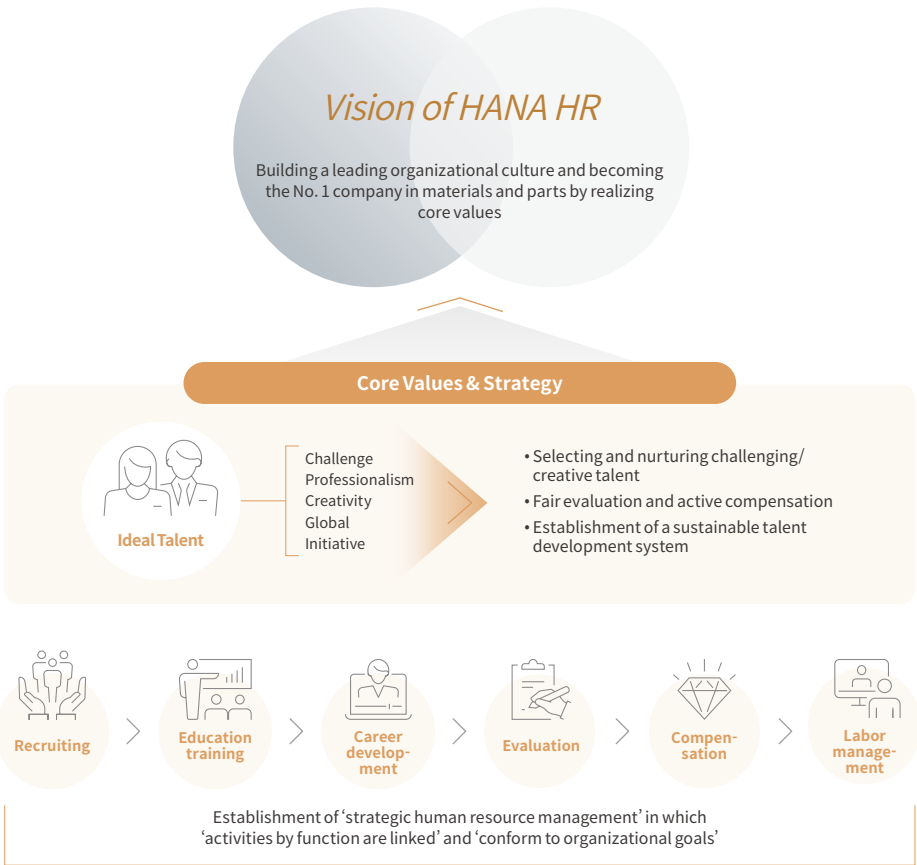 Vision of HANA HR
Building a leading organizational culture and becoming
the No. 1 company in materials and parts by realizing
core values
Core Values & Strategy
Ideal Talent
Challenge
Professionalism
Creativity
Global
Initiative
• Selecting and nurturing challenging/
creative talent
• Fair evaluation and active compensation
• Establishment of a sustainable talent
development system
Recruiting
Education
training
Career
develop-
ment
Evaluation
Compen-
sation
Labor
manage-
ment
Establishment of ‘strategic human resource management’ in which
‘activities by function are linked’ and ‘conform to organizational goals’